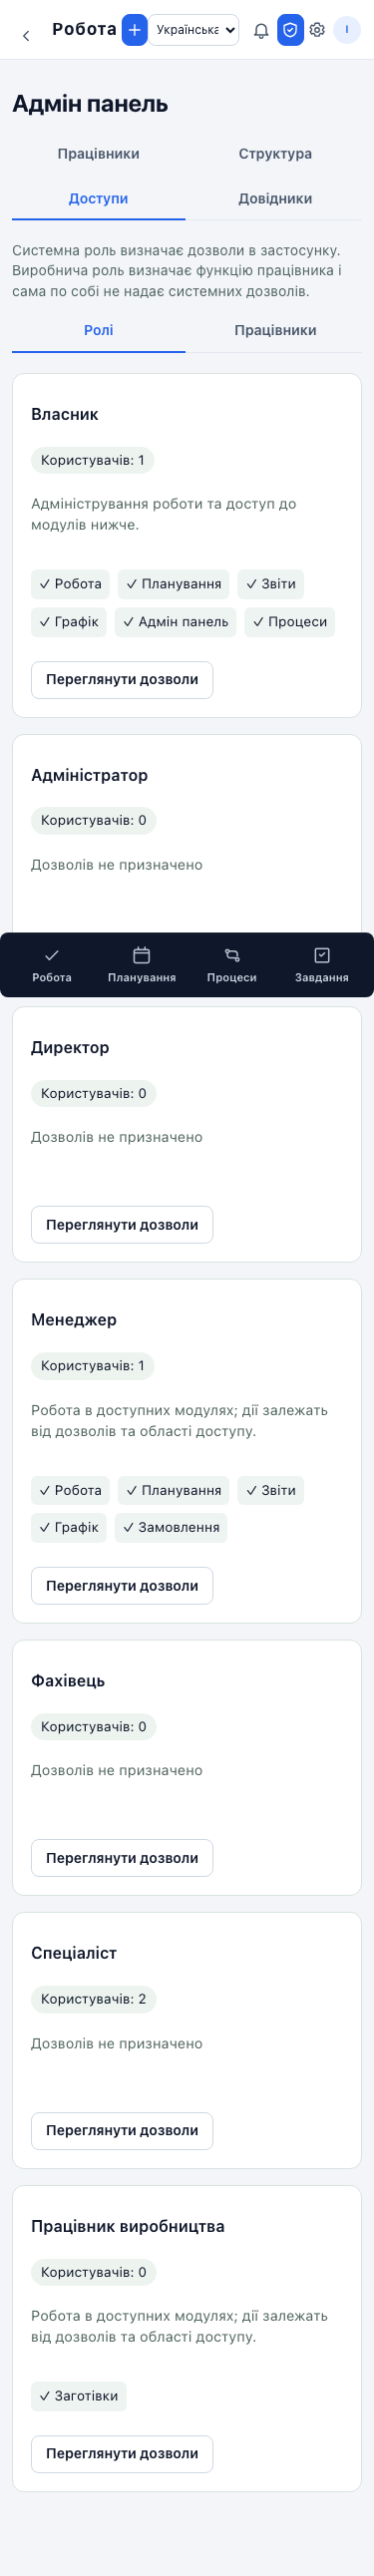 Робота
Українська
І
Адмін панель
Працівники
Структура
Доступи
Довідники
Системна роль визначає дозволи в застосунку.
Виробнича роль визначає функцію працівника і
сама по собі не надає системних дозволів.
Ролі
Працівники
Власник
Користувачів: 1
Адміністрування роботи та доступ до
модулів нижче.
✓ Робота ✓ Планування ✓ Звіти
✓ Графік ✓ Адмін панель ✓ Процеси
Переглянути дозволи
Адміністратор
Користувачів: 0
Дозволів не призначено
Робота
Планування
Процеси
Завдання
Директор
Користувачів: 0
Дозволів не призначено
Переглянути дозволи
Менеджер
Користувачів: 1
Робота в доступних модулях; дії залежать
від дозволів та області доступу.
✓ Робота ✓ Планування ✓ Звіти
✓ Графік ✓ Замовлення
Переглянути дозволи
Фахівець
Користувачів: 0
Дозволів не призначено
Переглянути дозволи
Спеціаліст
Користувачів: 2
Дозволів не призначено
Переглянути дозволи
Працівник виробництва
Користувачів: 0
Робота в доступних модулях; дії залежать
від дозволів та області доступу.
✓ Заготівки
Переглянути дозволи